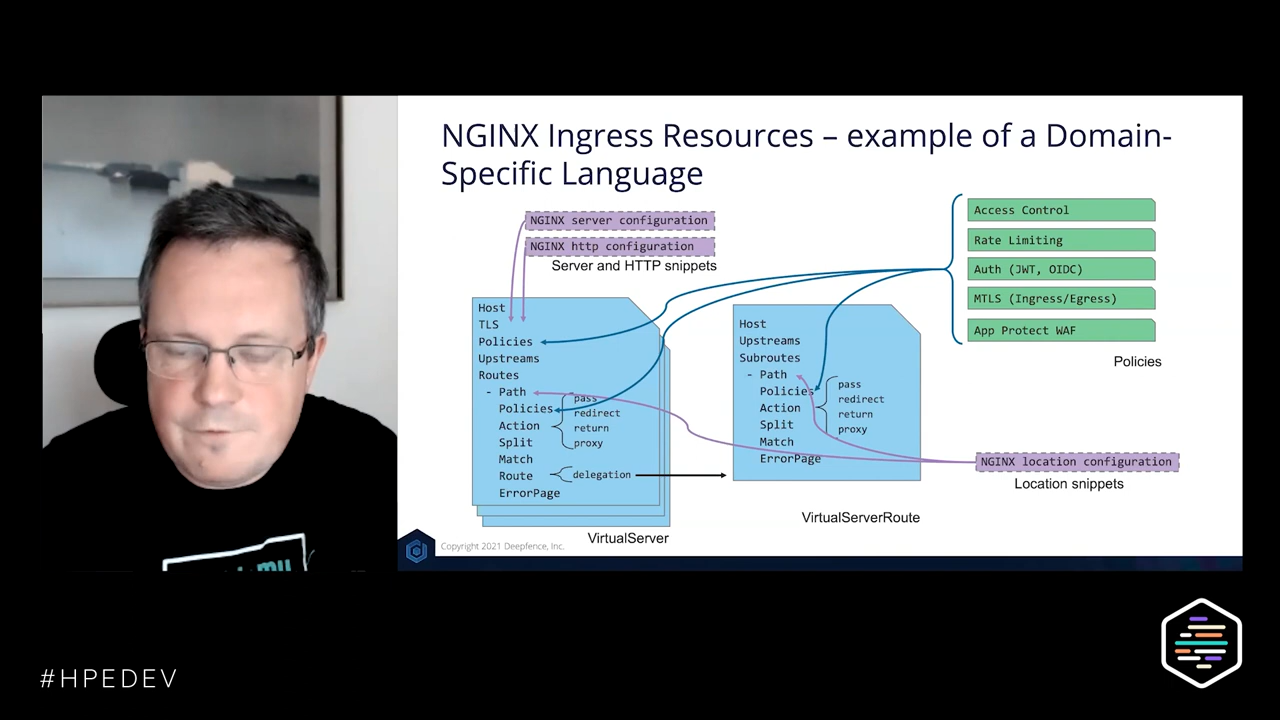 NGINX Ingress Resources – example of a Domain-
Specific Language
NGINX server configuration
NGINX http configuration
Server and HTTP snippets
Host
TLS
Policies
Upstreams
Routes
- Path
Policies
Action
Split
Match
Route
ErrorPage
pass
redirect
return
proxy
delegation
VirtualServer
Host
Upstreams
Subroutes
- Path
Policies
Action
Split
Match
ErrorPage
pass
redirect
return
proxy
VirtualServerRoute
Access Control
Rate Limiting
Auth (JWT, OIDC)
MTLS (Ingress/Egress)
App Protect WAF
Policies
NGINX location configuration
Location snippets
Copyright 2021 Deepfence, Inc.
#HPEDEV